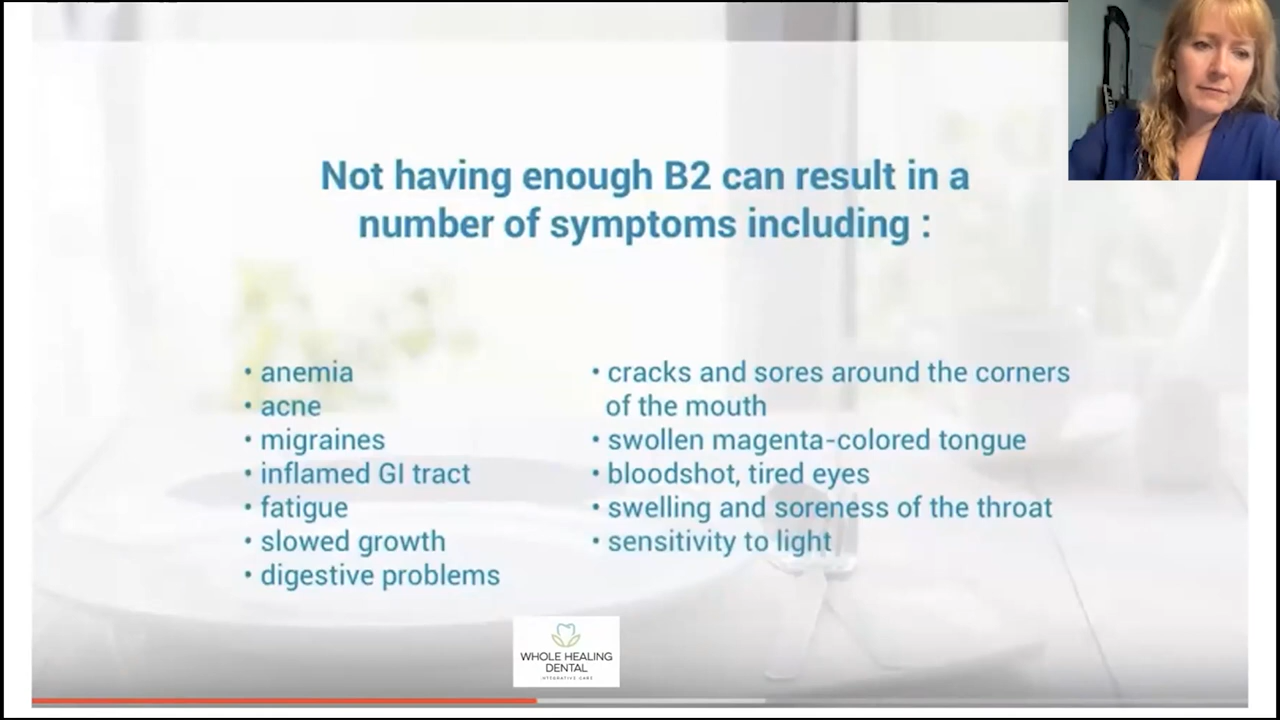 Not having enough B2 can result in a
number of symptoms including :
• anemia
• acne
• migraines
• inflamed GI tract
• fatigue
• slowed growth
• digestive problems
• cracks and sores around the corners
of the mouth
• swollen magenta-colored tongue
• bloodshot, tired eyes
• swelling and soreness of the throat
• sensitivity to light
WHOLE HEALING
DENTAL
INTEGRATIVE CARE